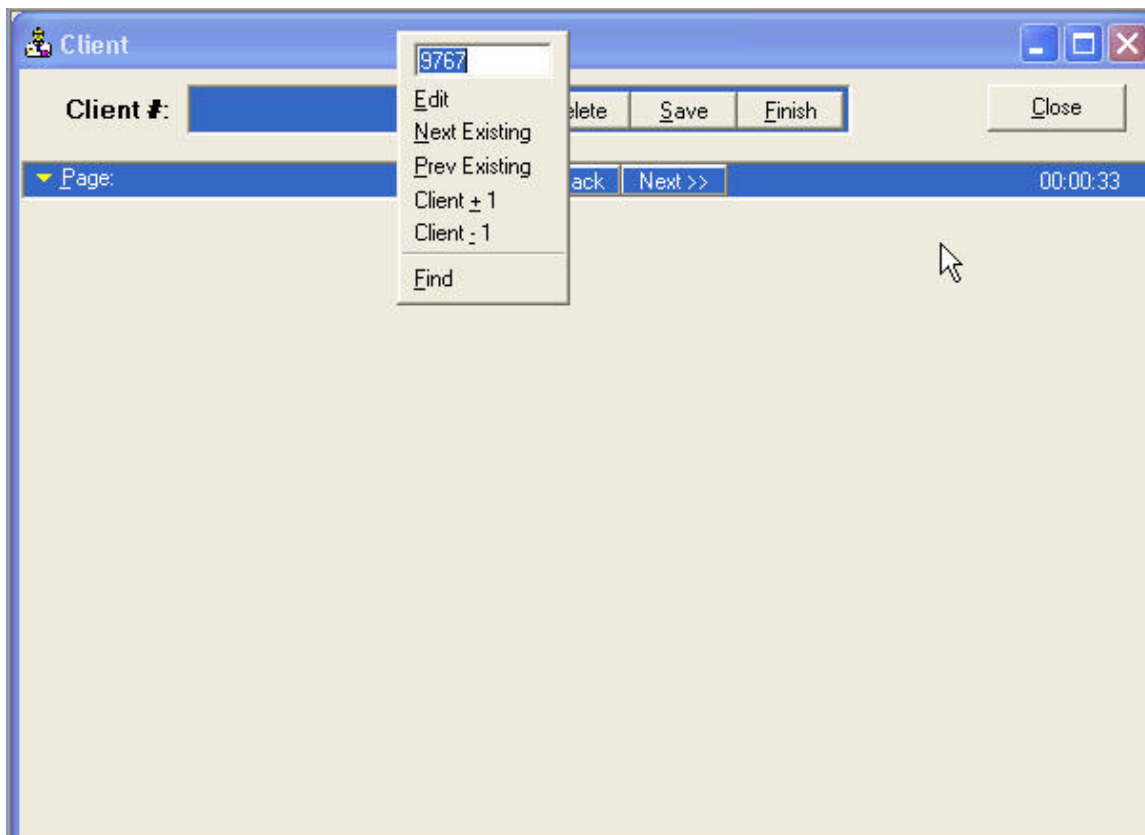 Client
9767
Client #:
elete
Save
Finish
Close
Edit
Next Existing
Prev Existing
Client + 1
Client - 1
Find
Page:
ack
Next >>
00:00:33